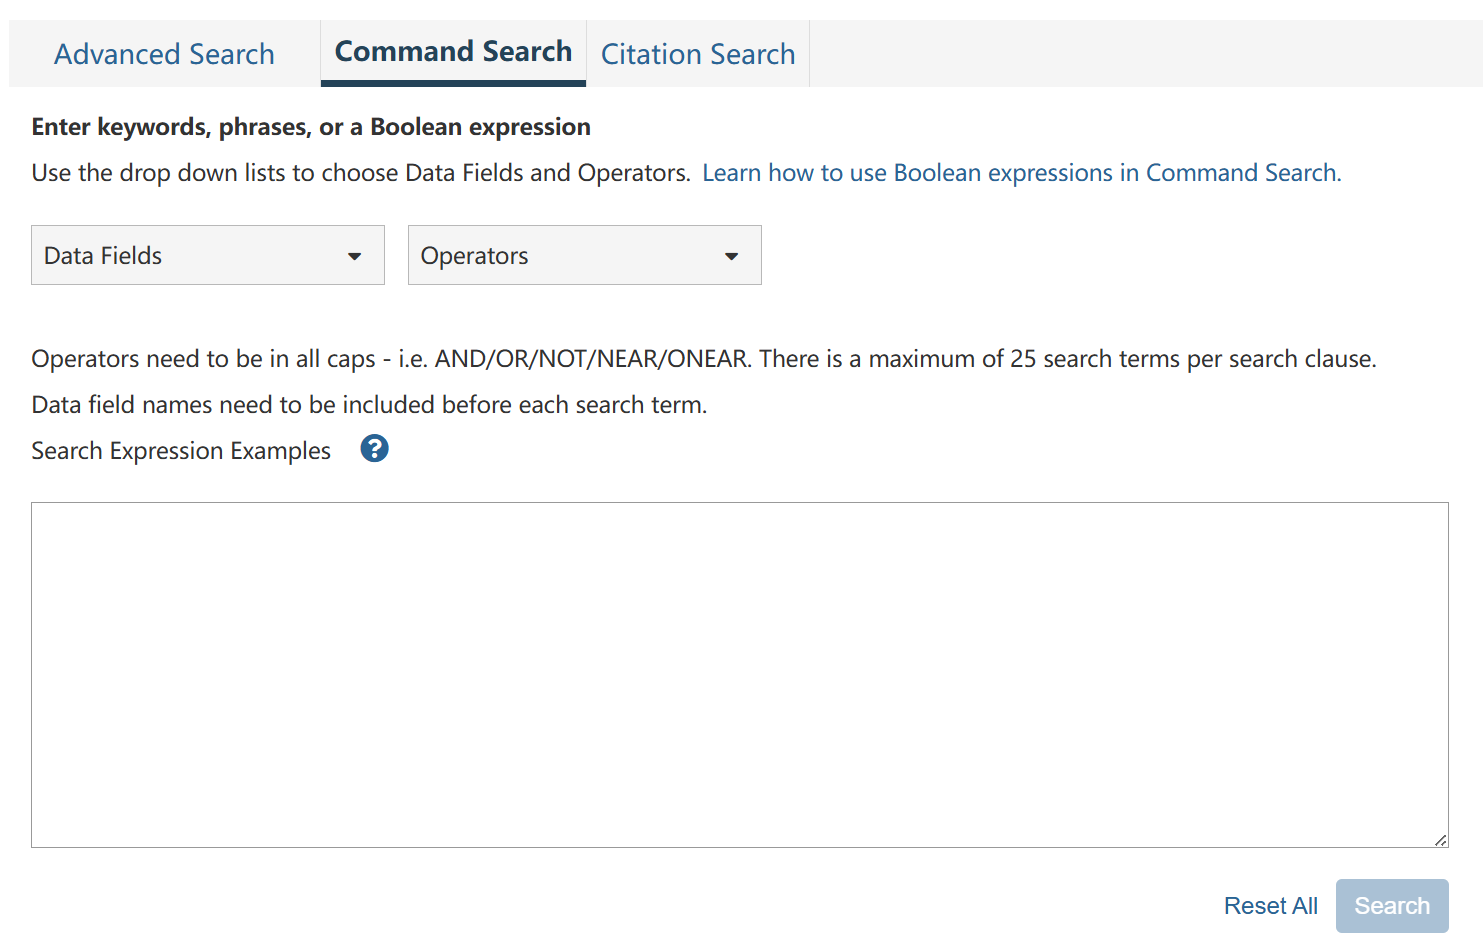 Advanced Search Command Search Citation Search
Enter keywords, phrases, or a Boolean expression
Use the drop down lists to choose Data Fields and Operators. Learn how to use Boolean expressions in Command Search.
Data Fields Operators
Operators need to be in all caps - i.e. AND/OR/NOT/NEAR/ONEAR. There is a maximum of 25 search terms per search clause.
Data field names need to be included before each search term.
Search Expression Examples ?
Reset All Search